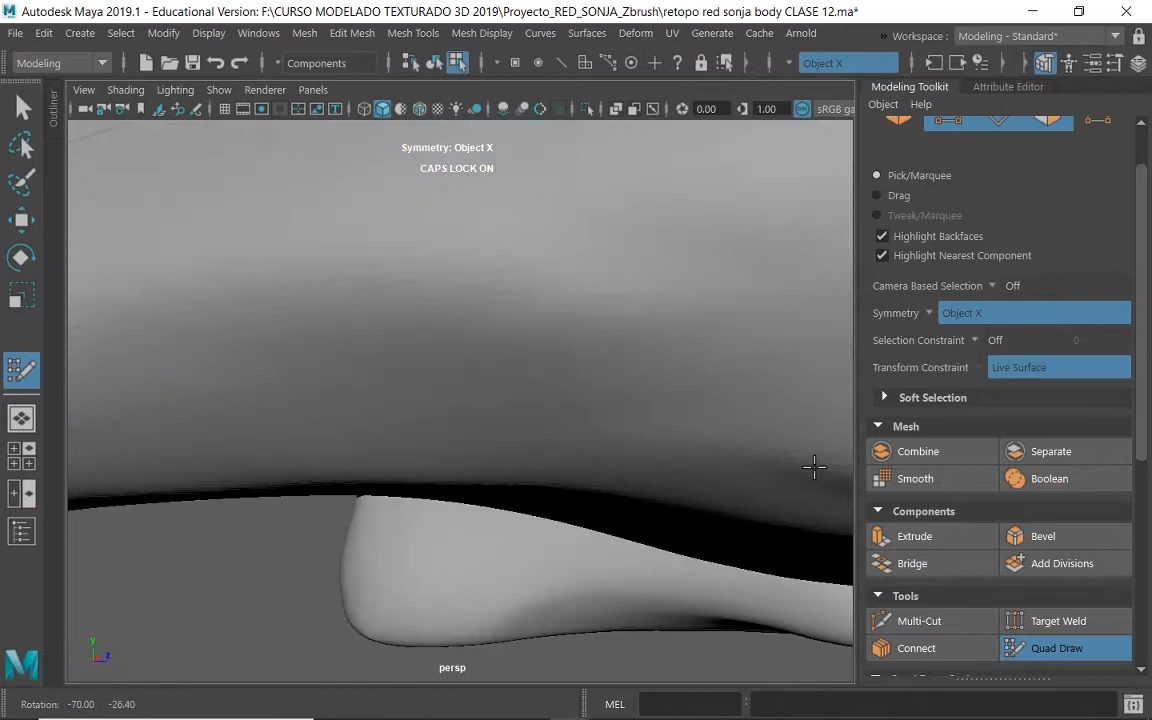 Autodesk Maya 2019.1 - Educational Version: F:\CURSO MODELADO TEXTURADO 3D 2019\Proyecto_RED_SONJA_Zbrush\retopo red sonja body CLASE 12.ma*
File Edit Create Select Modify Display Windows Mesh Edit Mesh Mesh Tools Mesh Display Curves Surfaces Deform UV Generate Cache Arnold
Workspace : Modeling - Standard*
Modeling Components Object X
View Shading Lighting Show Renderer Panels
Modeling Toolkit Attribute Editor
Object Help
0.00 1.00 sRGB ga
Outliner
Symmetry: Object X
CAPS LOCK ON
Pick/Marquee
Drag
Tweak/Marquee
Highlight Backfaces
Highlight Nearest Component
Camera Based Selection Off
Symmetry Object X
Selection Constraint Off 0
Transform Constraint Live Surface
Soft Selection
Mesh
Combine Separate
Smooth Boolean
Components
Extrude Bevel
Bridge Add Divisions
Tools
Multi-Cut Target Weld
Connect Quad Draw
y
z
persp
Rotation: -70.00 -26.40
MEL